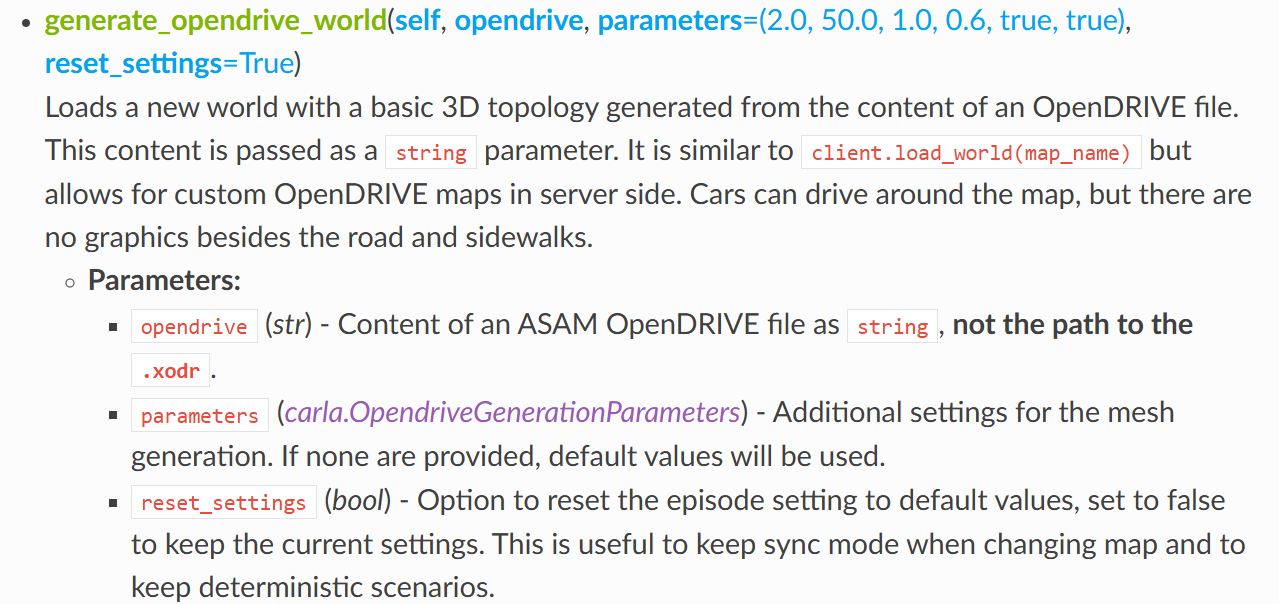 generate_opendrive_world(self, opendrive, parameters=(2.0, 50.0, 1.0, 0.6, true, true),
reset_settings=True)
Loads a new world with a basic 3D topology generated from the content of an OpenDRIVE file.
This content is passed as a string parameter. It is similar to client.load_world(map_name) but
allows for custom OpenDRIVE maps in server side. Cars can drive around the map, but there are
no graphics besides the road and sidewalks.
Parameters:
opendrive (str) - Content of an ASAM OpenDRIVE file as string, not the path to the
.xodr.
parameters (carla.OpendriveGenerationParameters) - Additional settings for the mesh
generation. If none are provided, default values will be used.
reset_settings (bool) - Option to reset the episode setting to default values, set to false
to keep the current settings. This is useful to keep sync mode when changing map and to
keep deterministic scenarios.